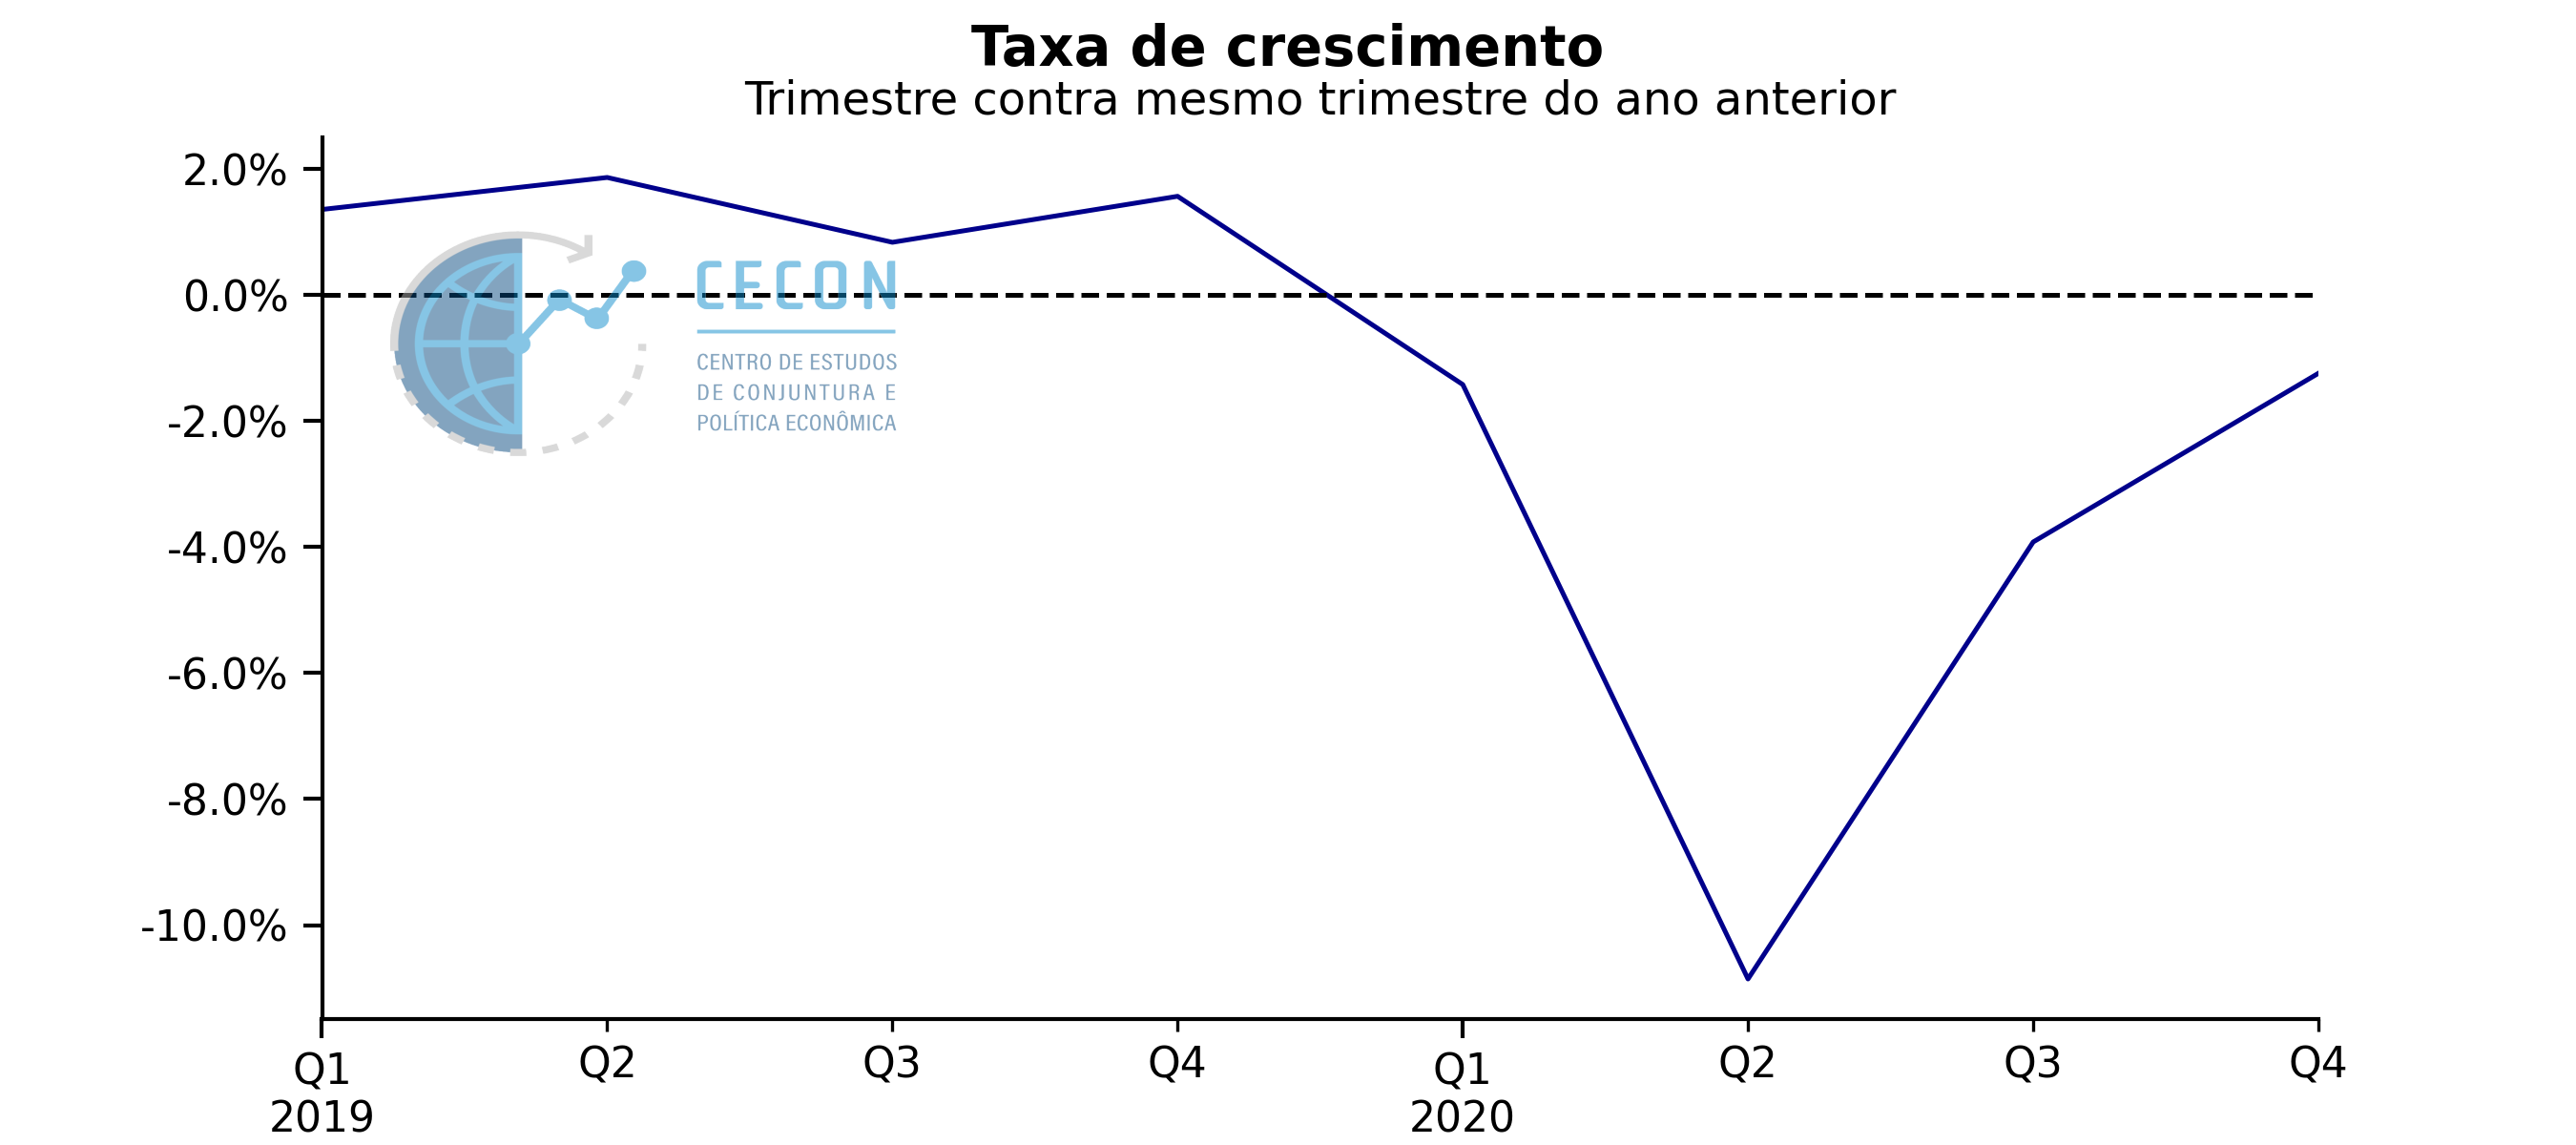 Taxa de crescimento
Trimestre contra mesmo trimestre do ano anterior
2.0%
0.0%
-2.0%
-4.0%
-6.0%
-8.0%
-10.0%
CECON
CENTRO DE ESTUDOS
DE CONJUNTURA E
POLÍTICA ECONÔMICA
Q1 Q2 Q3 Q4 Q1 Q2 Q3 Q4
2019 2020